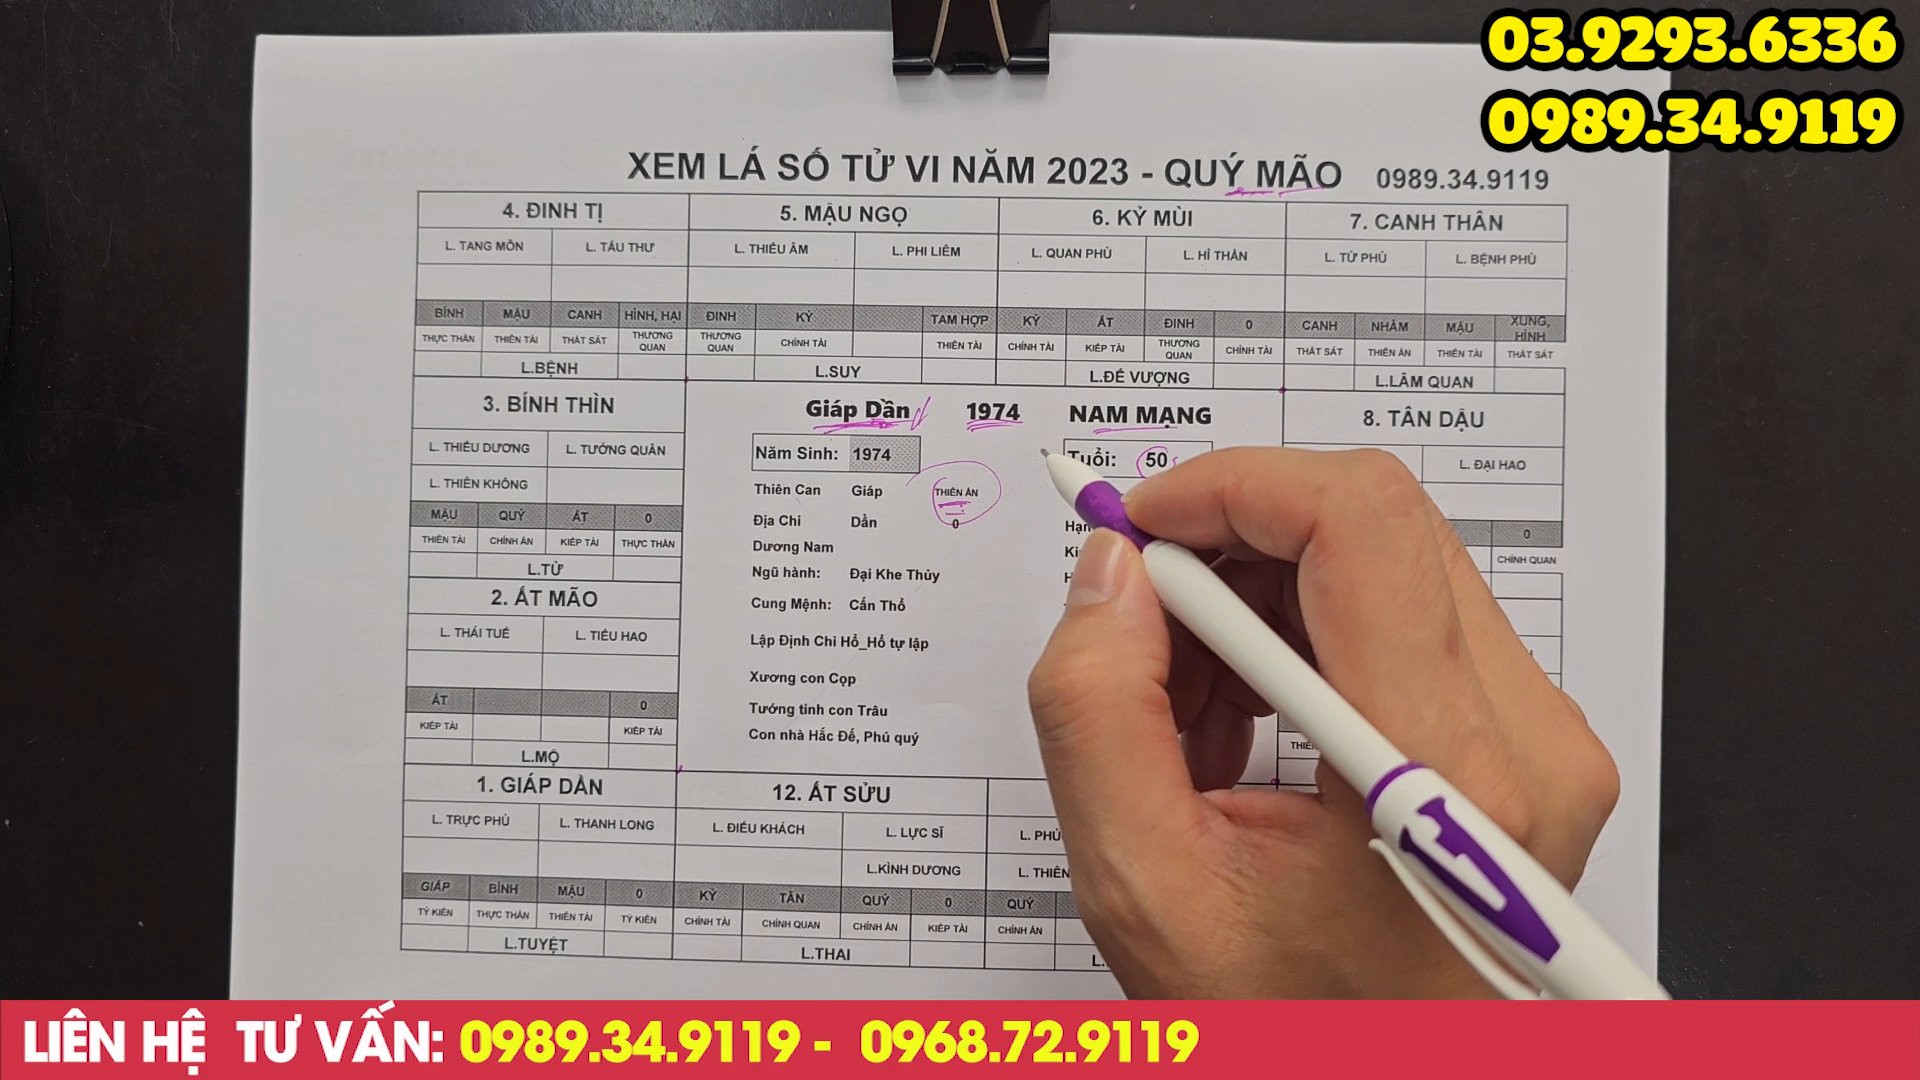 03.9293.6336
0989.34.9119
XEM LÁ SỐ TỬ VI NĂM 2023 - QUÝ MÃO 0989.34.9119
4. ĐINH TỊ 5. MẬU NGỌ 6. KỶ MÙI 7. CANH THÂN
L. TANG MÔN L. TẤU THƯ L. THIẾU ÂM L. PHI LIÊM L. QUAN PHÙ L. HỈ THẦN L. TỬ PHÙ L. BỆNH PHÙ
BÍNH MẬU CANH HÌNH, HẠI ĐINH KỶ TAM HỢP KỶ ẤT ĐINH 0 CANH NHÂM MẬU XUNG, HÌNH
THỰC THẦN THIÊN TÀI THẤT SÁT THƯƠNG QUAN THƯƠNG QUAN CHÍNH TÀI THIÊN TÀI CHÍNH TÀI KIẾP TÀI THƯƠNG QUAN CHÍNH TÀI THẤT SÁT THIÊN ẤN THIÊN TÀI THẤT SÁT
L.BỆNH L.SUY L.ĐẾ VƯỢNG L.LÂM QUAN
3. BÍNH THÌN Giáp Dần 1974 NAM MẠNG 8. TÂN DẬU
L. THIẾU DƯƠNG L. TƯỚNG QUÂN Năm Sinh: 1974 Tuổi: 50 L. ĐẠI HAO
L. THIÊN KHÔNG Thiên Can Giáp THIÊN ẤN
MẬU QUÝ ẤT 0 Địa Chi Dần 0 0
THIÊN TÀI CHÍNH ẤN KIẾP TÀI THỰC THẦN Dương Nam CHÍNH QUAN
L.TỬ Ngũ hành: Đại Khe Thủy
2. ẤT MÃO Cung Mệnh: Cấn Thổ
L. THÁI TUẾ L. TIỂU HAO Lập Định Chi Hổ_Hổ tự lập
Xương con Cọp
ẤT 0 Tướng tinh con Trâu
KIẾP TÀI KIẾP TÀI Con nhà Hắc Đế, Phú quý
L.MỘ
1. GIÁP DẦN 12. ẤT SỬU
L. TRỰC PHÙ L. THANH LONG L. ĐIẾU KHÁCH L. LỰC SĨ
L.KÌNH DƯƠNG L. THIÊN
GIÁP BÍNH MẬU 0 KỶ TÂN QUÝ 0 QUÝ
TỶ KIÊN THỰC THẦN THIÊN TÀI TỶ KIÊN CHÍNH TÀI CHÍNH QUAN CHÍNH ẤN KIẾP TÀI CHÍNH ẤN
L.TUYỆT L.THAI
LIÊN HỆ TƯ VẤN: 0989.34.9119 - 0968.72.9119